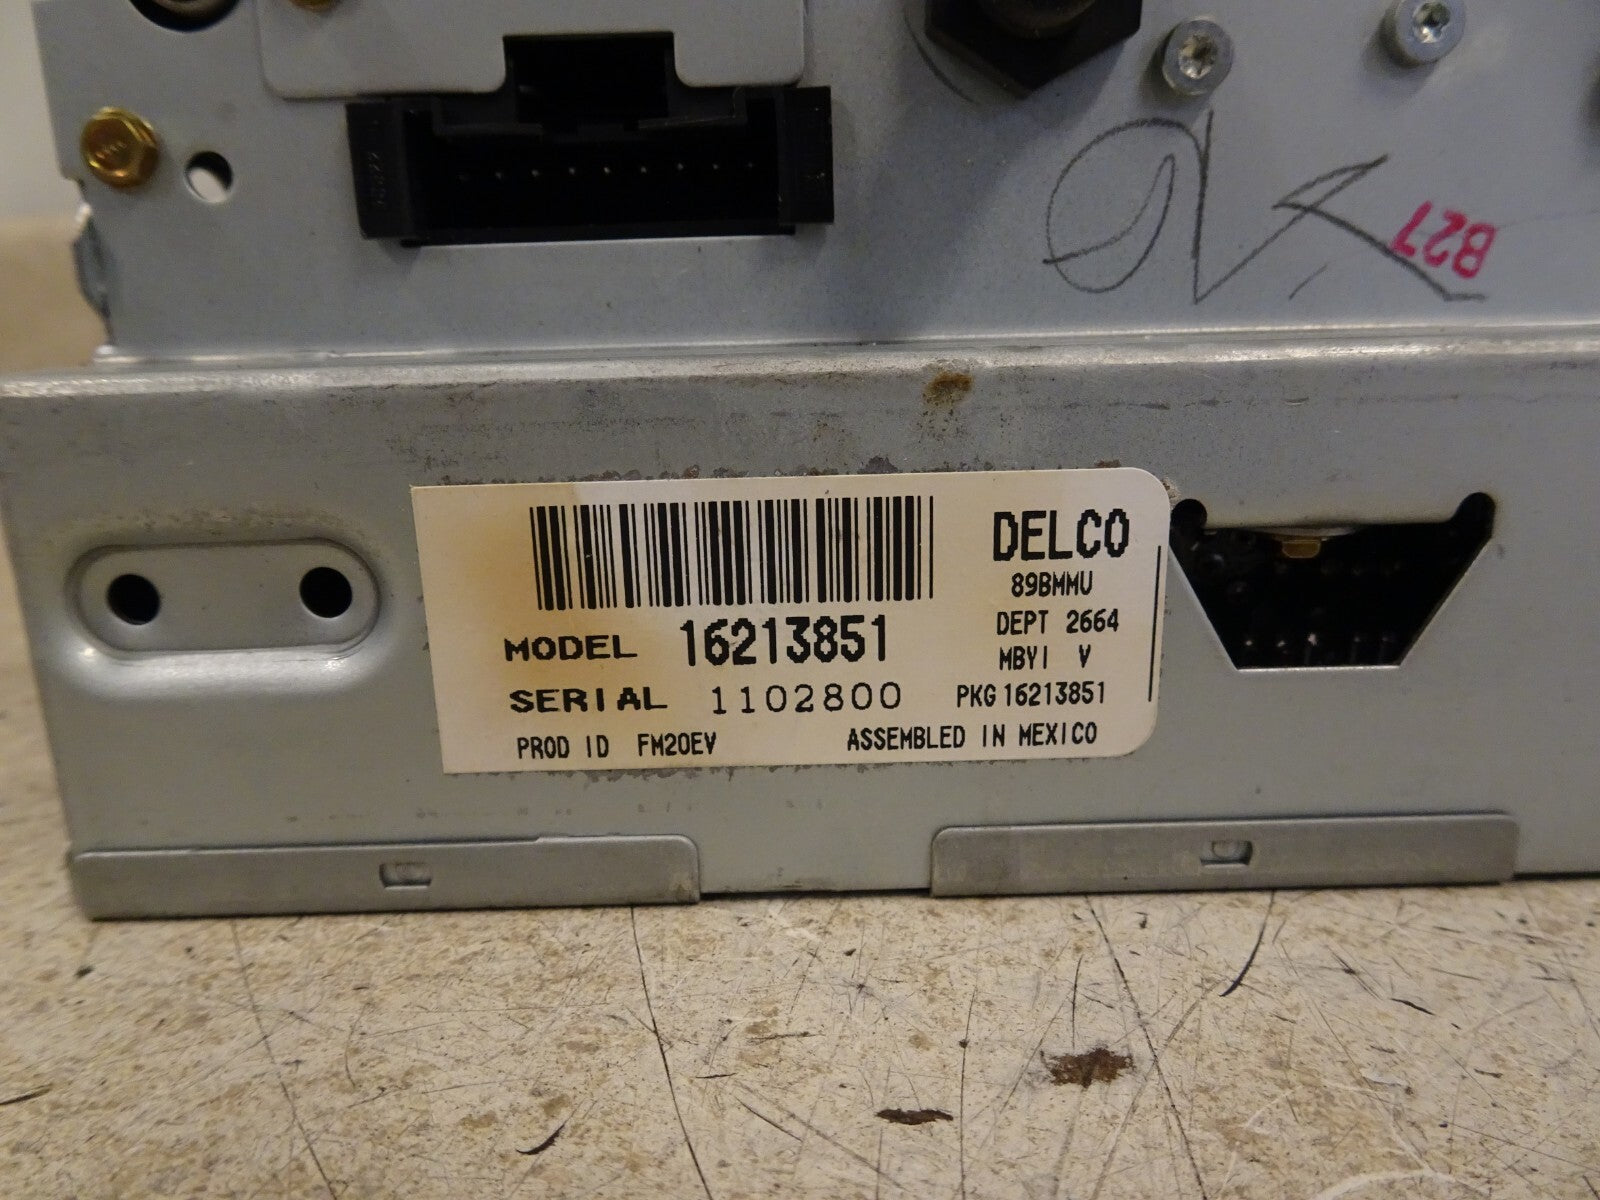 B27
DELCO
89BMMU
MODEL 16213851
DEPT 2664
MBYI V
SERIAL 1102800
PKG 16213851
PROD ID FM20EV
ASSEMBLED IN MEXICO